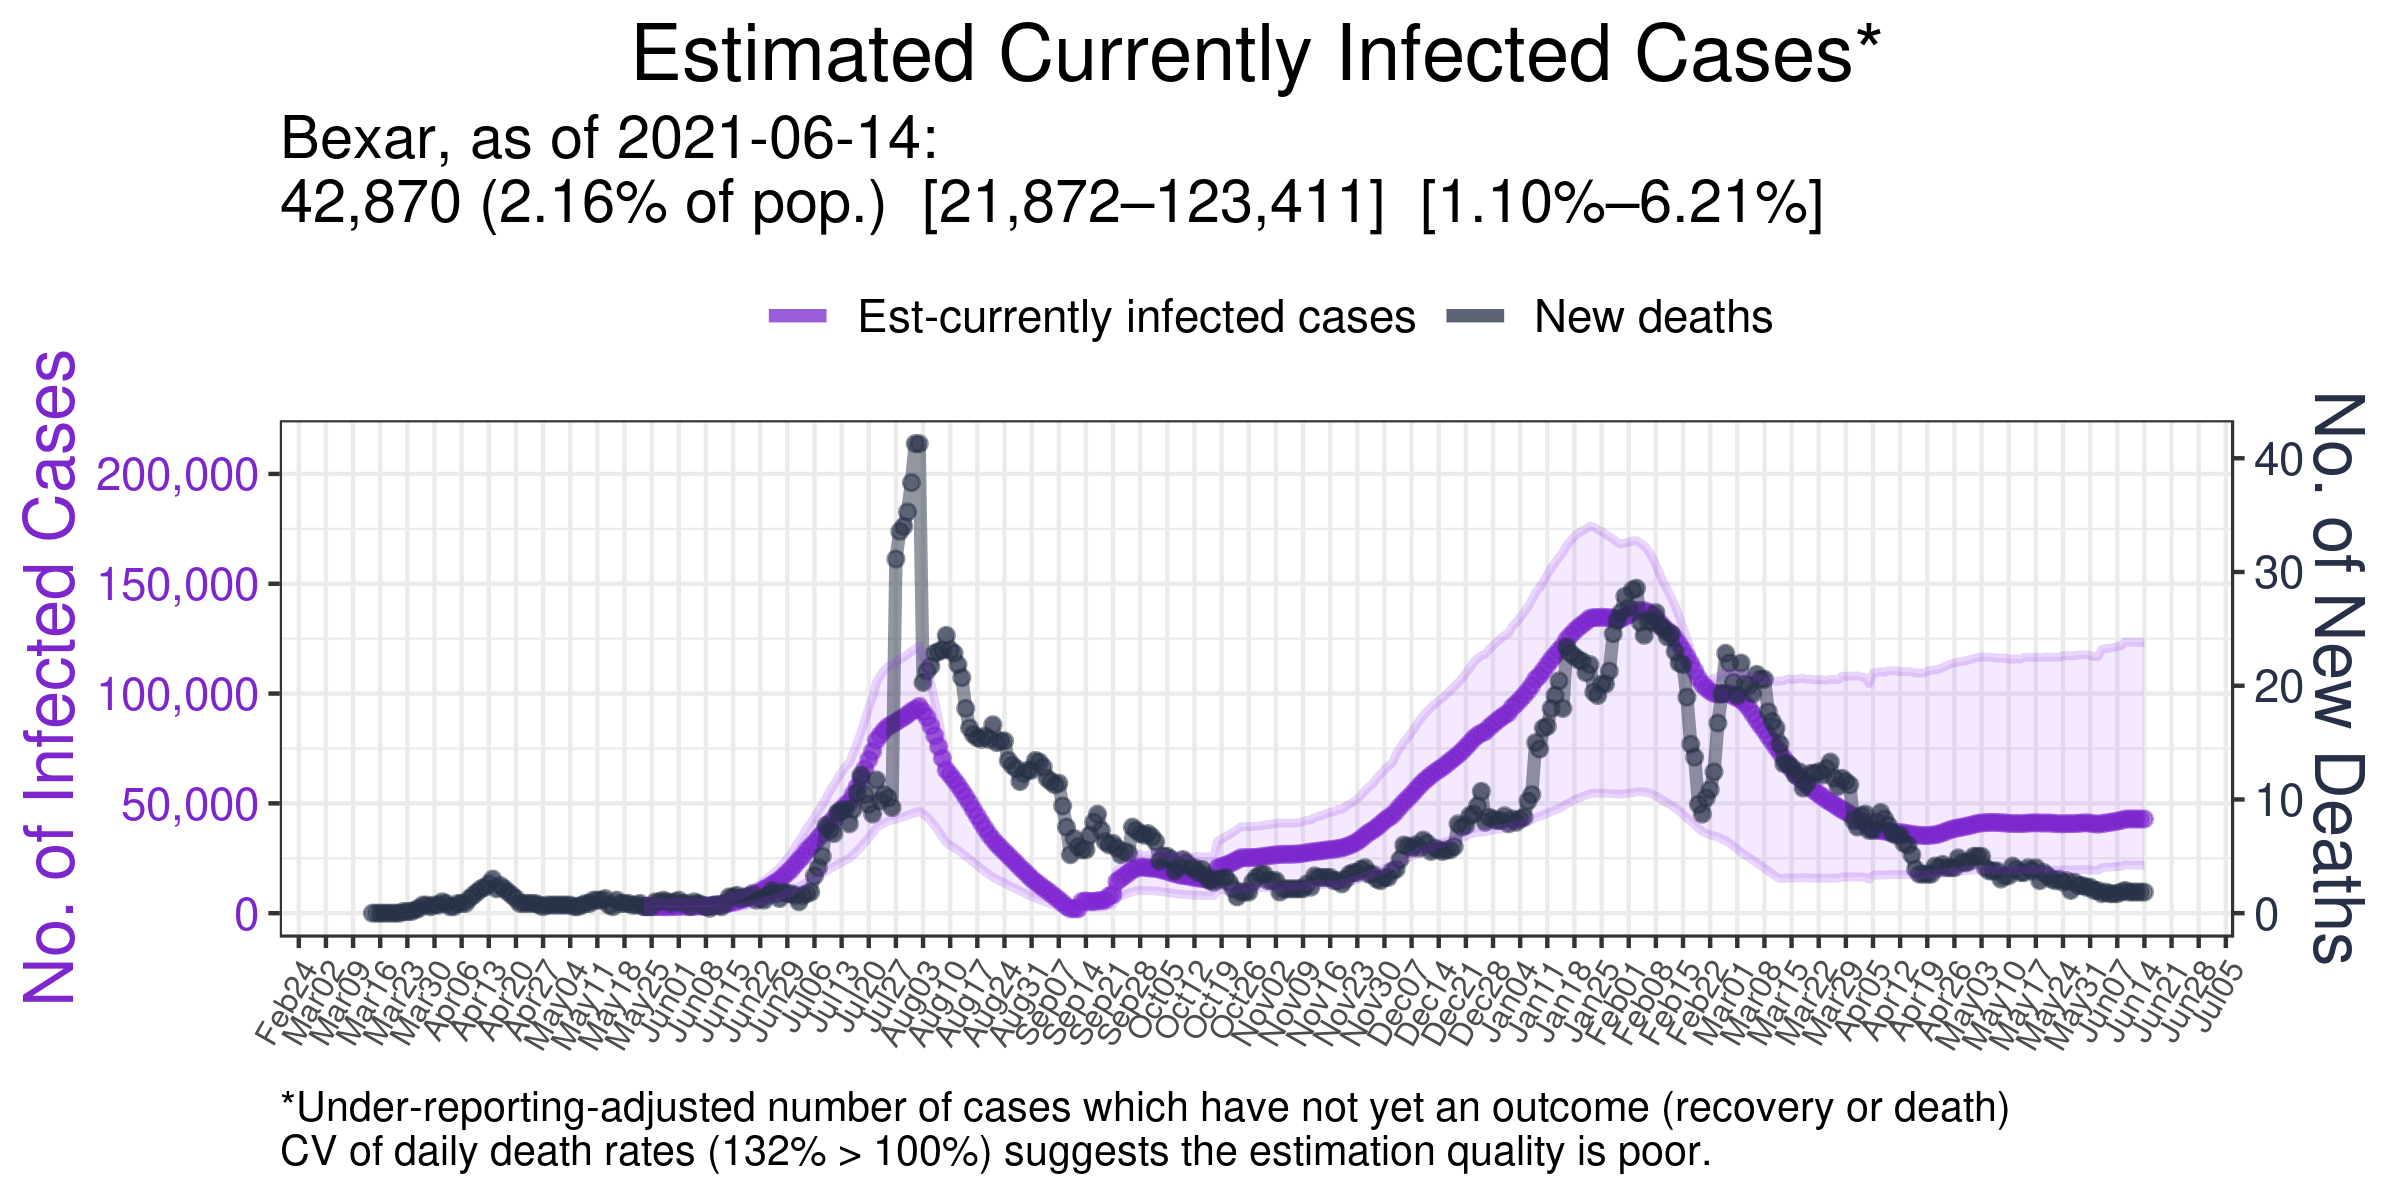 Estimated Currently Infected Cases*
Bexar, as of 2021-06-14:
42,870 (2.16% of pop.) [21,872–123,411] [1.10%–6.21%]
Est-currently infected cases New deaths
No. of Infected Cases
200,000
150,000
100,000
50,000
0
40
30
20
10
0
No. of New Deaths
Feb24 Mar02 Mar09 Mar16 Mar23 Mar30 Apr06 Apr13 Apr20 Apr27 May04 May11 May18 May25 Jun01 Jun08 Jun15 Jun22 Jun29 Jul06 Jul13 Jul20 Jul27 Aug03 Aug10 Aug17 Aug24 Aug31 Sep07 Sep14 Sep21 Sep28 Oct05 Oct12 Oct19 Oct26 Nov02 Nov09 Nov16 Nov23 Nov30 Dec07 Dec14 Dec21 Dec28 Jan04 Jan11 Jan18 Jan25 Feb01 Feb08 Feb15 Feb22 Mar01 Mar08 Mar15 Mar22 Mar29 Apr05 Apr12 Apr19 Apr26 May03 May10 May17 May24 May31 Jun07 Jun14 Jun21 Jun28 Jul05
*Under-reporting-adjusted number of cases which have not yet an outcome (recovery or death)
CV of daily death rates (132% > 100%) suggests the estimation quality is poor.